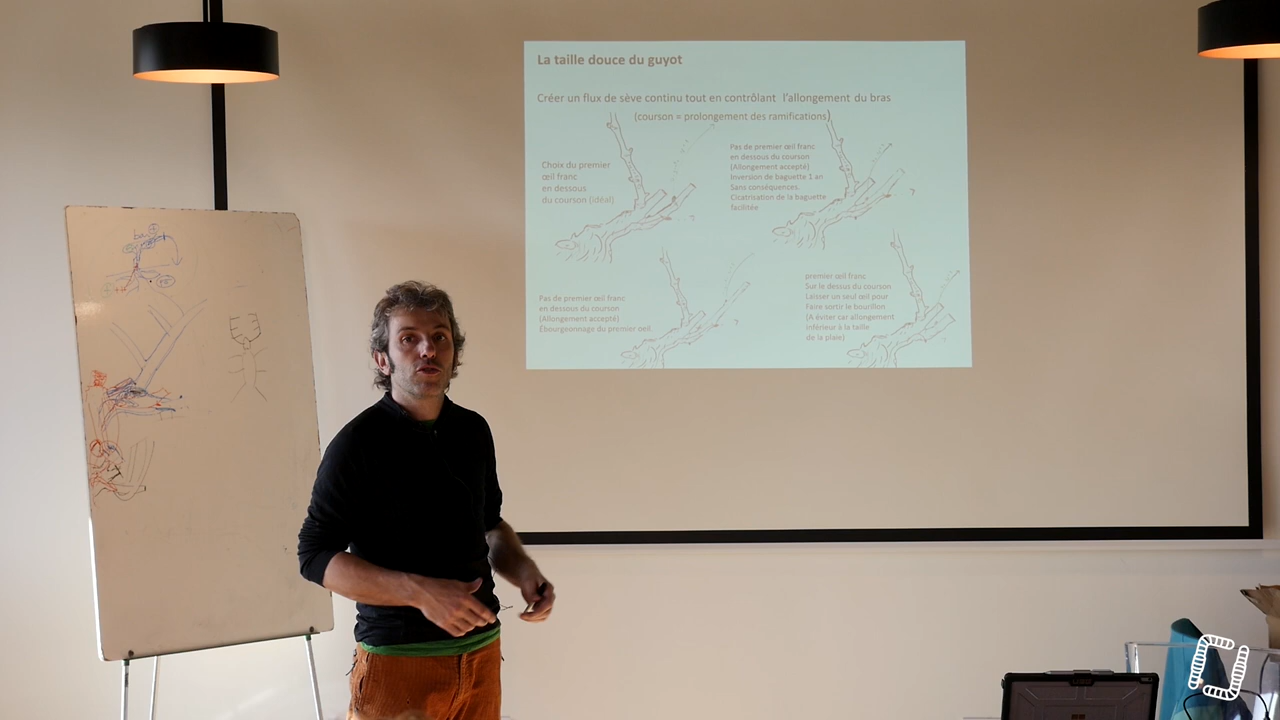 La taille douce du guyot
Créer un flux de sève continu tout en contrôlant l'allongement du bras
(courson = prolongement des ramifications)
Choix du premier
œil franc
en dessous
du courson (idéal)
Pas de premier œil franc
en dessous du courson
(Allongement accepté)
Inversion de baguette 1 an
Sans conséquences.
Cicatrisation de la baguette
facilitée
Pas de premier œil franc
en dessous du courson
(Allongement accepté)
Ébourgeonnage du premier oeil.
premier œil franc
Sur le dessus du courson
Laisser un seul œil pour
Faire sortir le bourillon
(A éviter car allongement
inférieur à la taille
de la plaie)